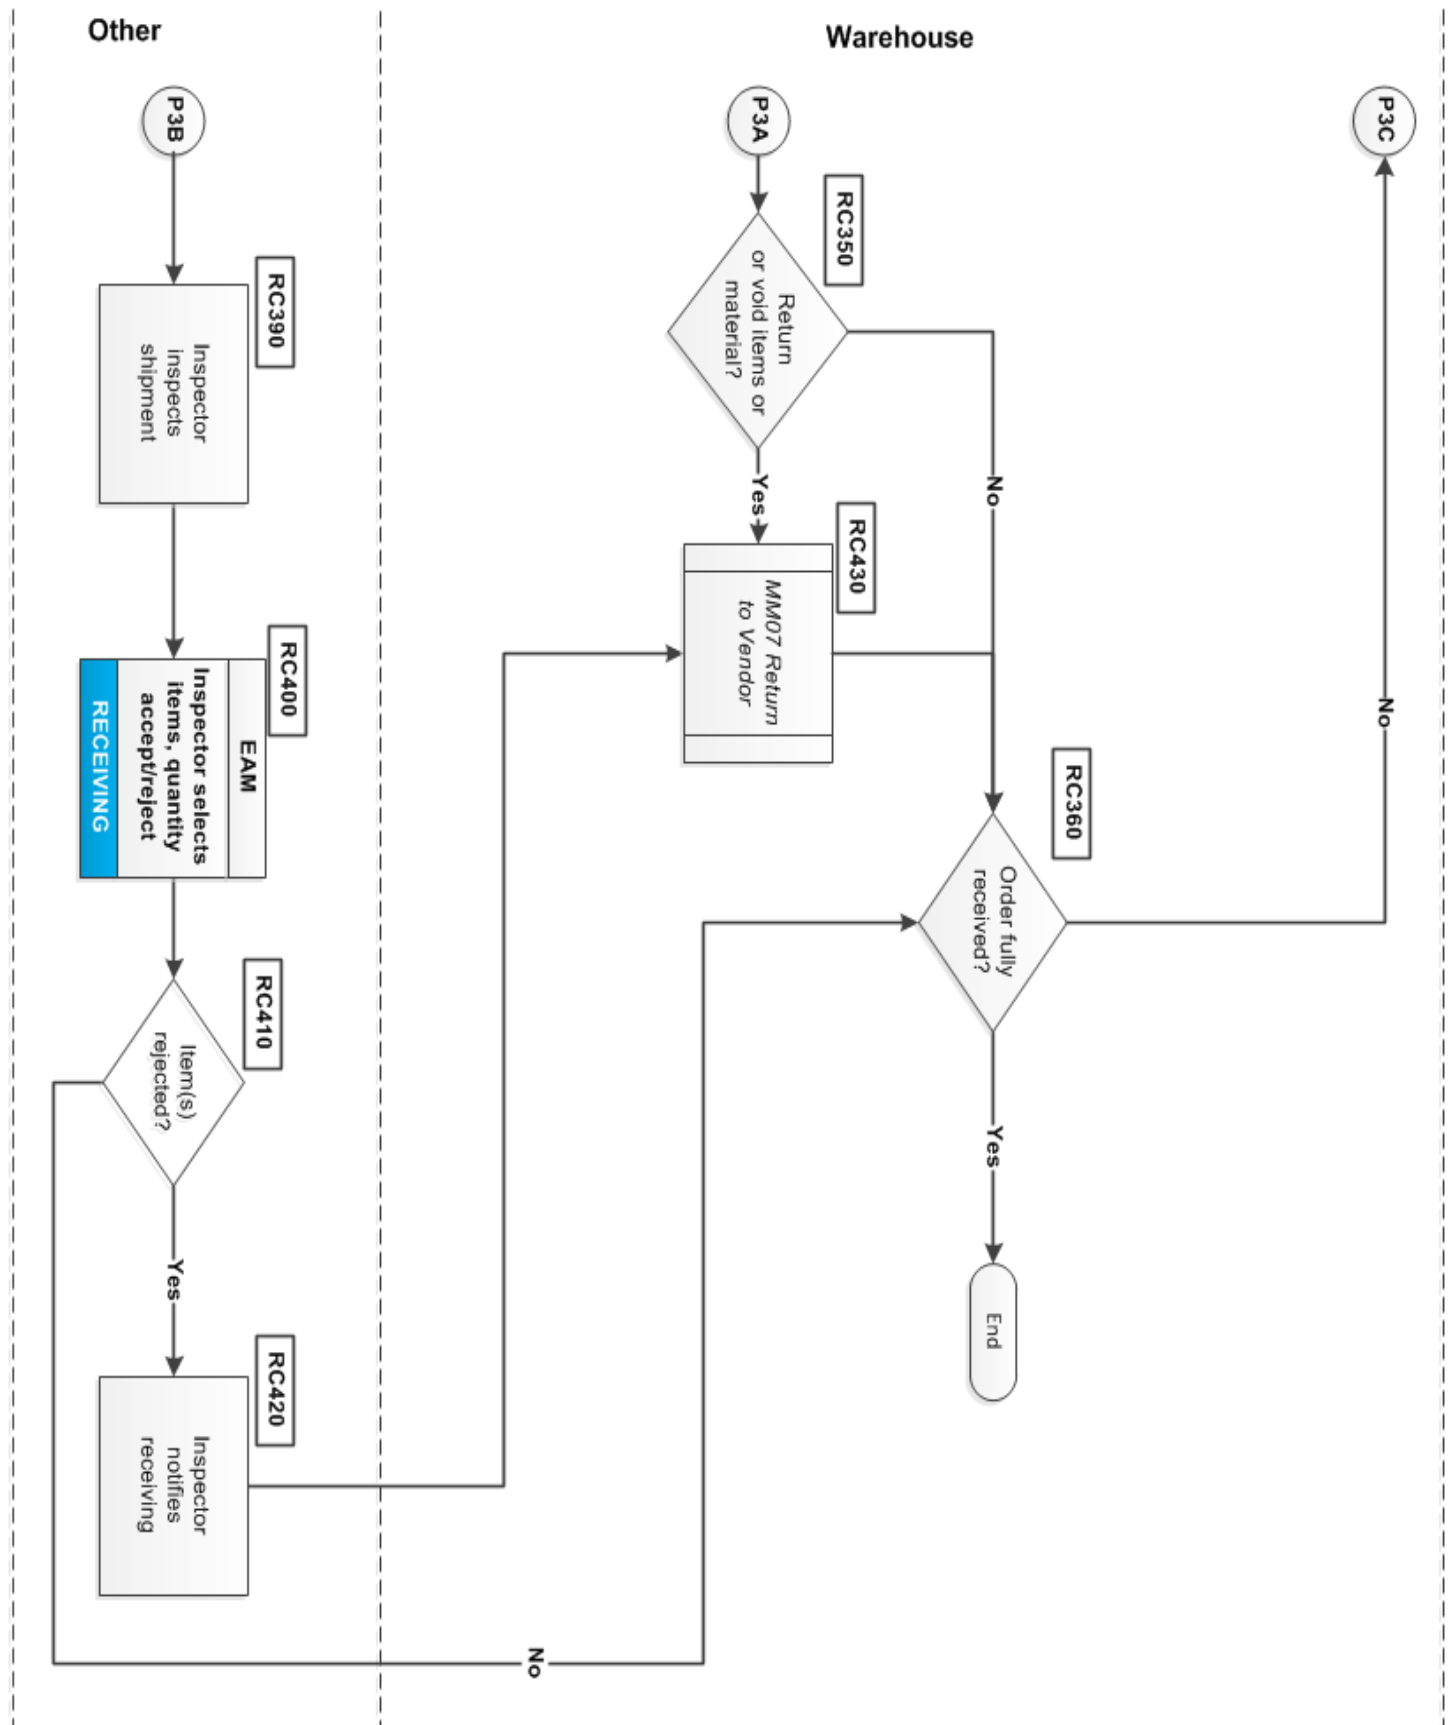 Other
Warehouse
P3B
P3A
P3C
RC350
Return
or void items or
material?
RC390
Inspector
inspects
shipment
No
Yes
RC430
MM07 Return
to Vendor
RC400
EAM
Inspector selects
items, quantity
accept/reject
RECEIVING
No
RC360
Order fully
received?
RC410
Item(s)
rejected?
Yes
Yes
End
RC420
Inspector
notifies
receiving
No